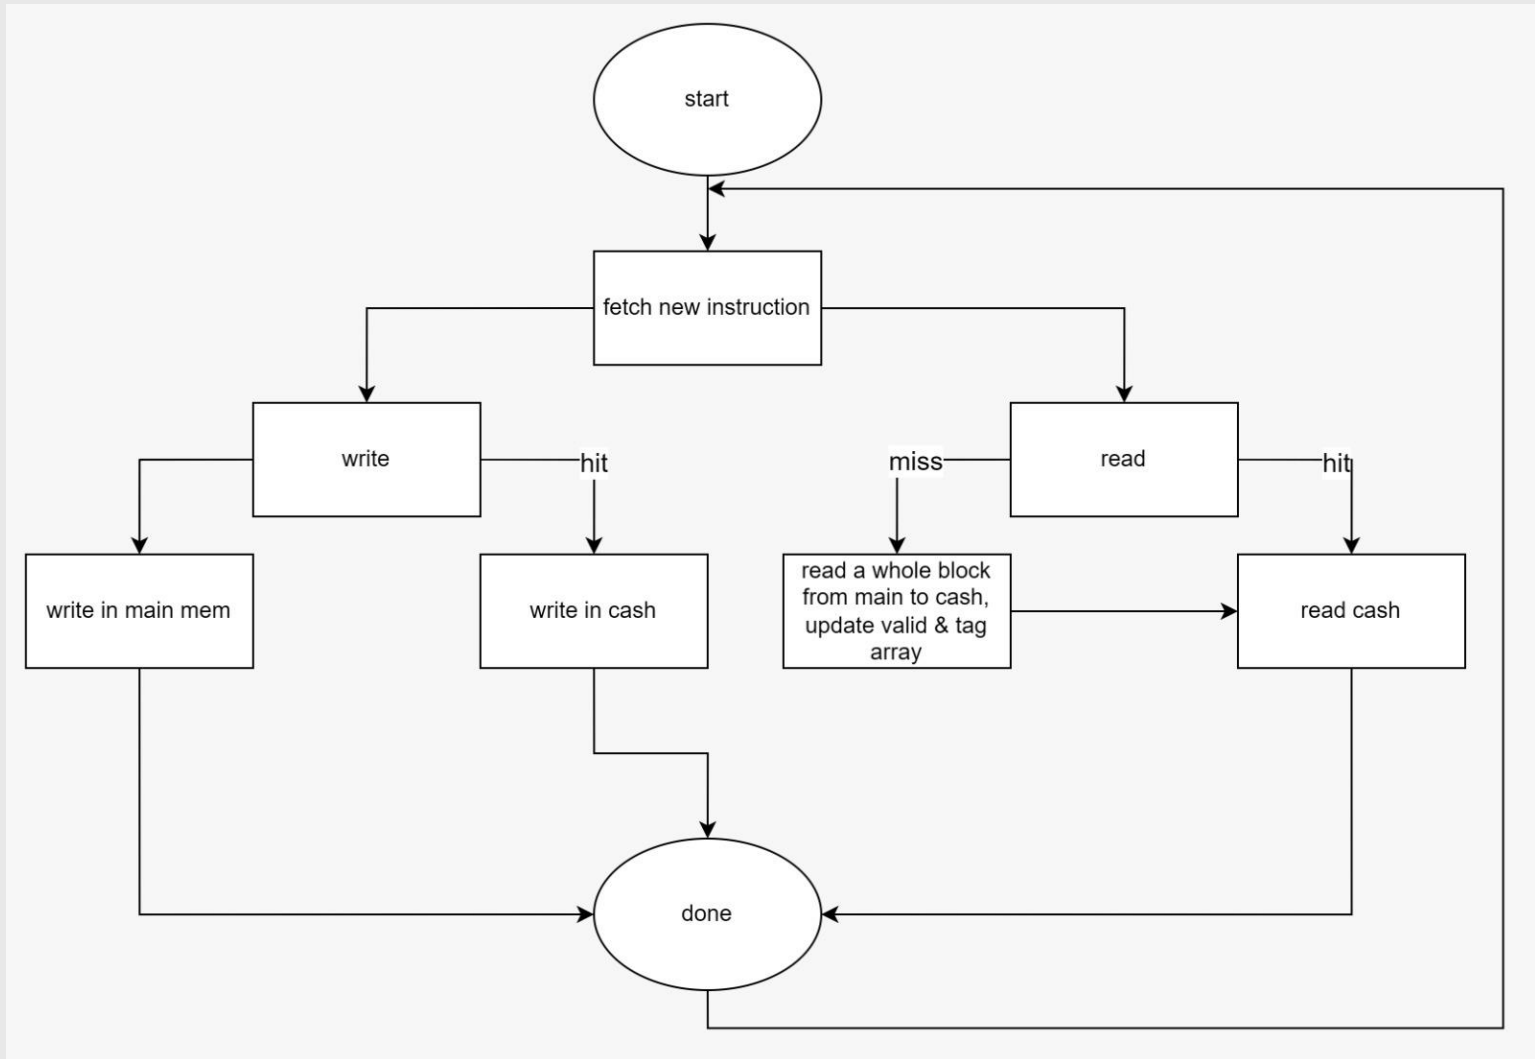 start
fetch new instruction
write
hit
miss
read
hit
write in main mem
write in cash
read a whole block
from main to cash,
update valid & tag
array
read cash
done